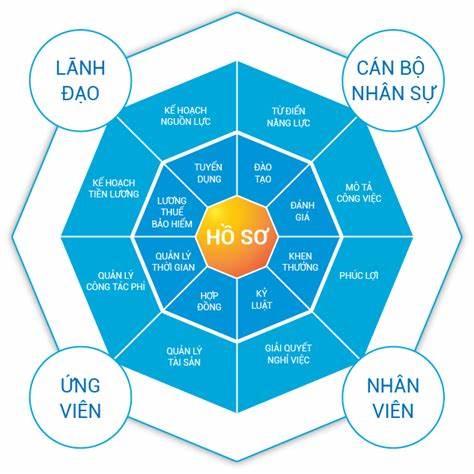 LÃNH
ĐẠO
CÁN BỘ
NHÂN SỰ
KẾ HOẠCH
NGUỒN LỰC
TỪ ĐIỂN
NĂNG LỰC
TUYỂN
DỤNG
ĐÀO
TẠO
KẾ HOẠCH
TIỀN LƯƠNG
LƯƠNG
THUẾ
BẢO HIỂM
ĐÁNH
GIÁ
MÔ TẢ
CÔNG VIỆC
HỒ SƠ
QUẢN LÝ
CÔNG TÁC PHÍ
QUẢN LÝ
THỜI GIAN
KHEN
THƯỞNG
PHÚC LỢI
HỢP
ĐỒNG
KỶ
LUẬT
QUẢN LÝ
TÀI SẢN
GIẢI QUYẾT
NGHỈ VIỆC
ỨNG
VIÊN
NHÂN
VIÊN